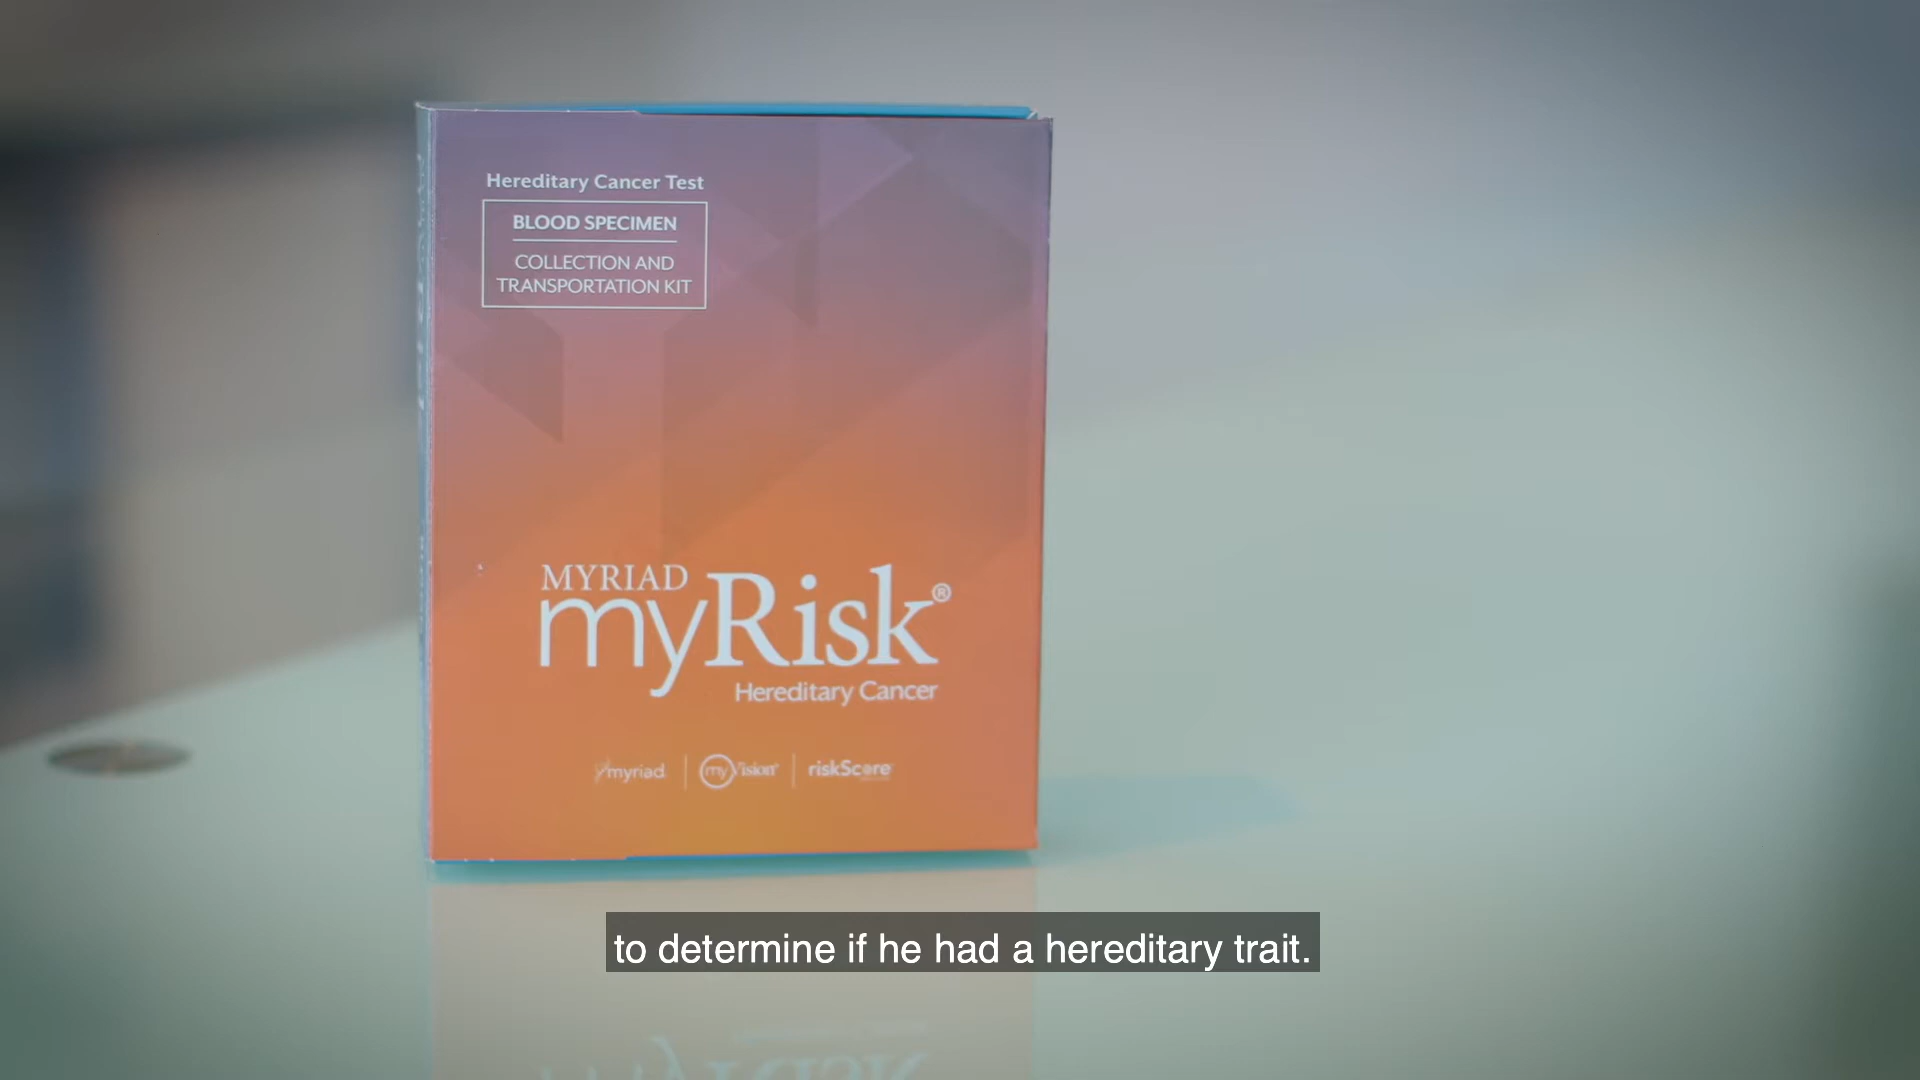 Hereditary Cancer Test
BLOOD SPECIMEN
COLLECTION AND
TRANSPORTATION KIT
MYRIAD
myRisk®
Hereditary Cancer
myriad | myVision® | riskScore
to determine if he had a hereditary trait.